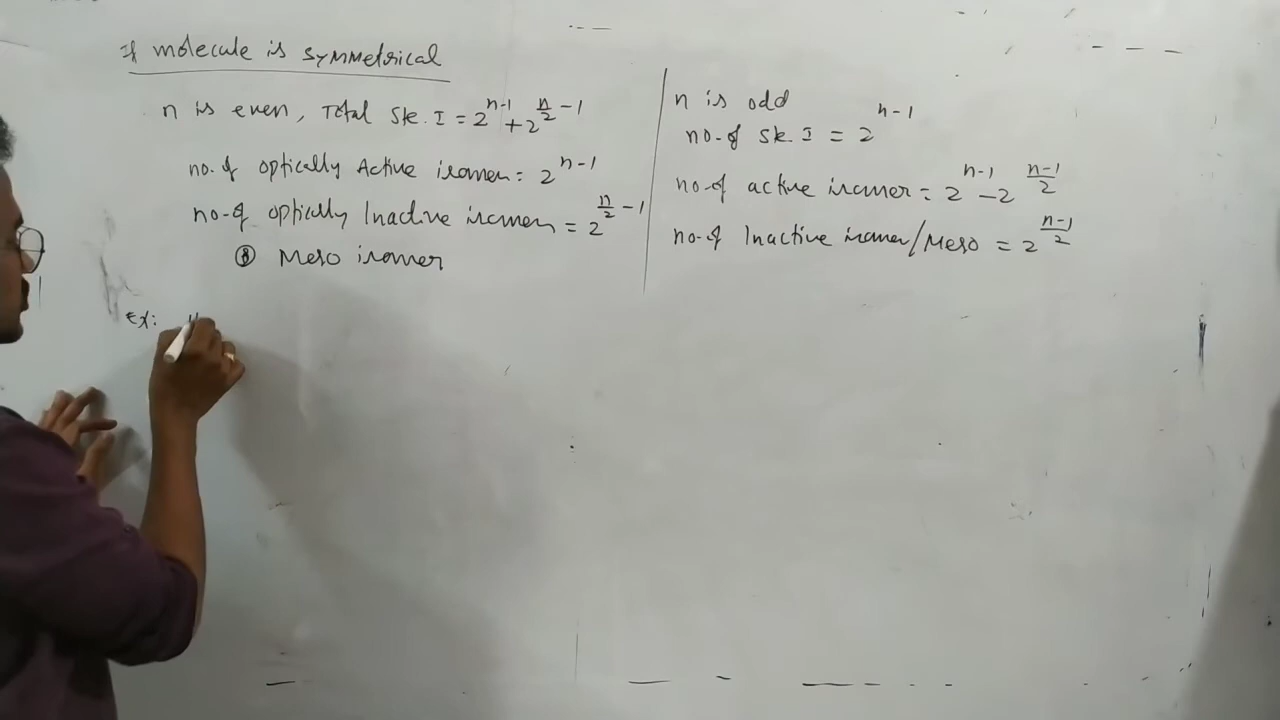 If molecule is symmetrical
n is even, Total Ste. I = 2^{n-1} + 2^{n/2 - 1}
no. of optically Active isomer = 2^{n-1}
no. of optically Inactive isomers = 2^{n/2 - 1}
Meso isomer
Ex:
n is odd
no. of Ste. I = 2^{n-1}
no. of active isomer = 2^{n-1} - 2^{(n-1)/2}
no. of Inactive isomer/Meso = 2^{(n-1)/2}